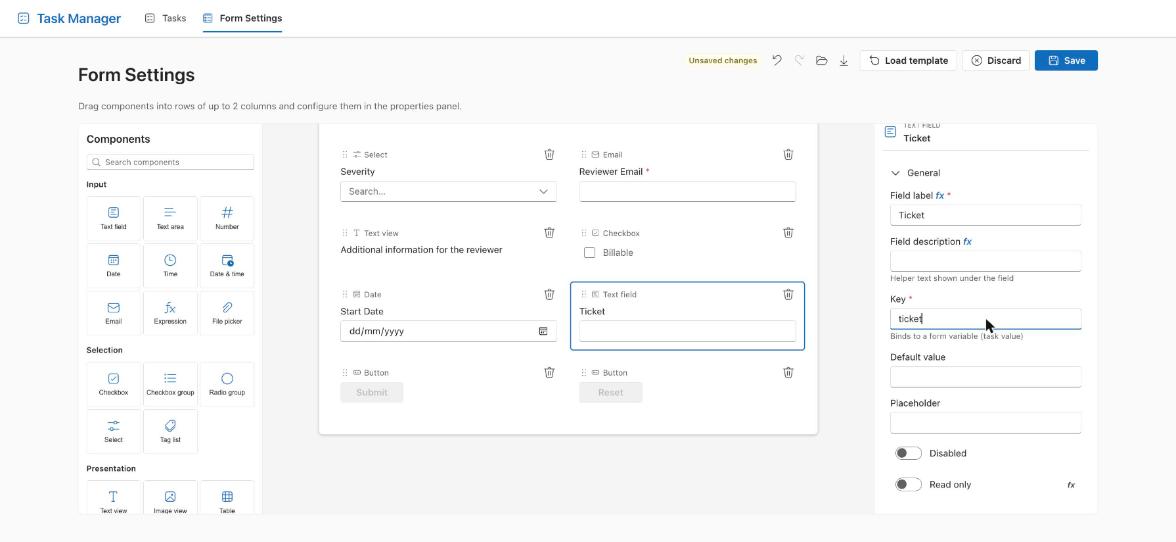 Task Manager
Tasks
Form Settings
Unsaved changes
Load template
Discard
Save
Form Settings
Drag components into rows of up to 2 columns and configure them in the properties panel.
Components
Search components
Input
Text field
Text area
Number
Date
Time
Date & time
Email
Expression
File picker
Selection
Checkbox
Checkbox group
Radio group
Select
Tag list
Presentation
Text view
Image view
Table
Select
Severity
Search...
Email
Reviewer Email *
Text view
Additional information for the reviewer
Checkbox
Billable
Date
Start Date
dd/mm/yyyy
Text field
Ticket
Button
Submit
Button
Reset
TEXT FIELD
Ticket
General
Field label fx *
Ticket
Field description fx
Helper text shown under the field
Key *
ticket
Binds to a form variable (task value)
Default value
Placeholder
Disabled
Read only
fx